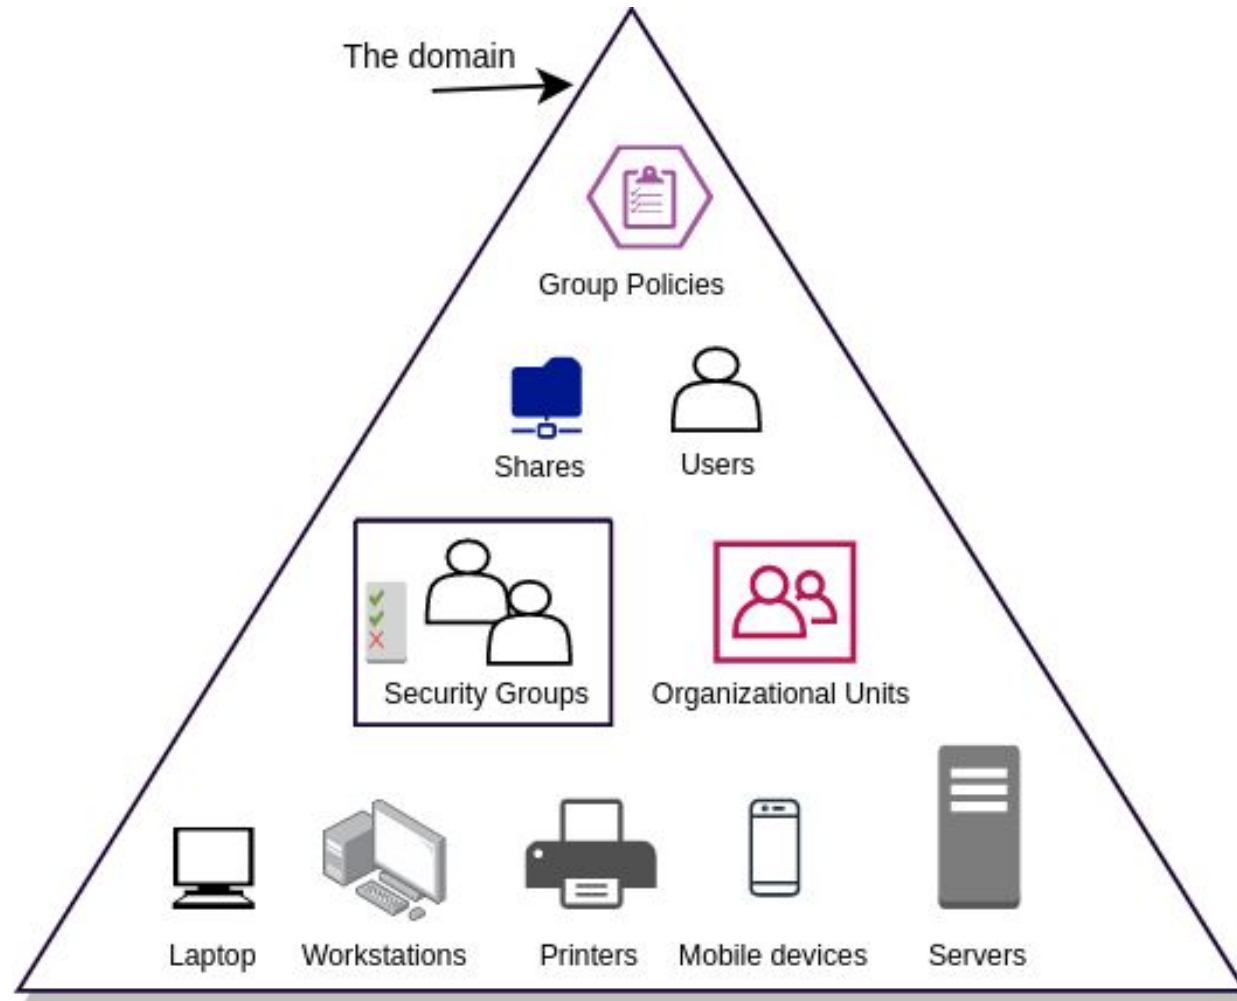 The domain
Group Policies
Shares
Users
Security Groups
Organizational Units
Laptop
Workstations
Printers
Mobile devices
Servers